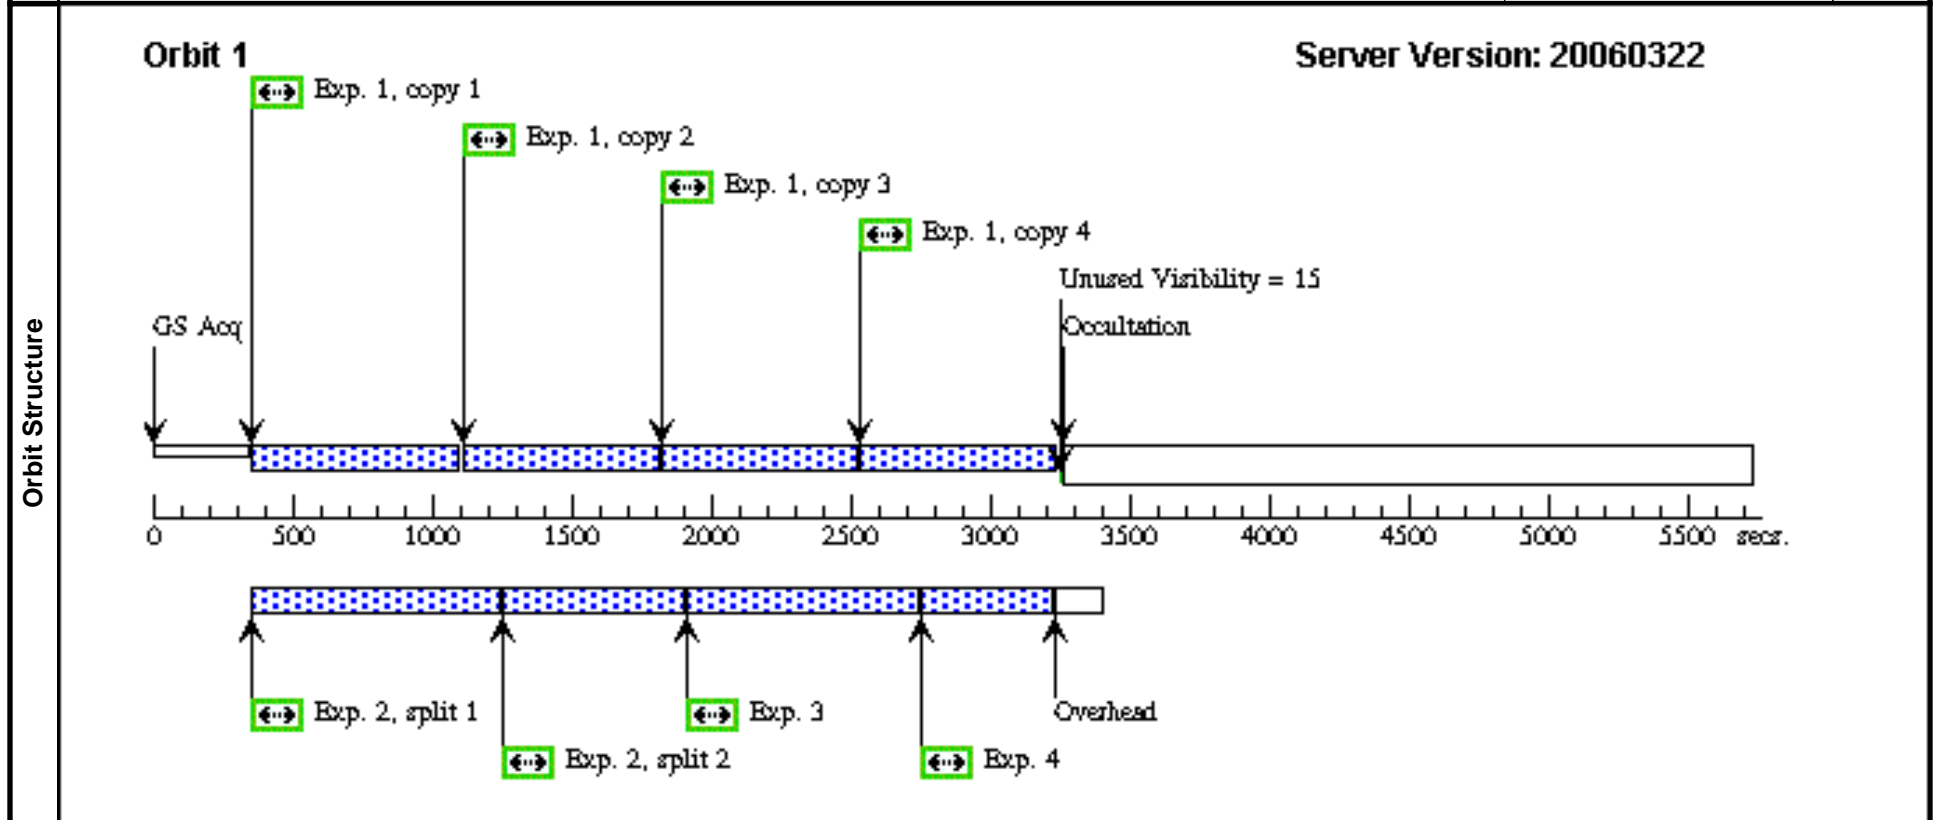 Orbit Structure
Orbit 1
Server Version: 20060322
Exp. 1, copy 1
Exp. 1, copy 2
Exp. 1, copy 3
Exp. 1, copy 4
Unused Visibility = 15
GS Acq
Occultation
0 500 1000 1500 2000 2500 3000 3500 4000 4500 5000 5500 secs.
Exp. 2, split 1
Exp. 3
Overhead
Exp. 2, split 2
Exp. 4